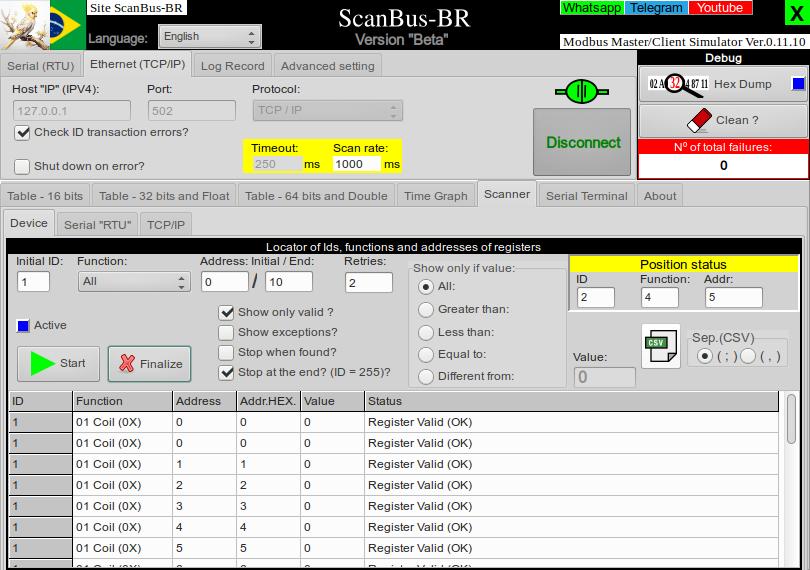 Site ScanBus-BR
ScanBus-BR
Version "Beta"
Language:
English
Whatsapp
Telegram
Youtube
X
Modbus Master/Client Simulator Ver.0.11.10
Serial (RTU)
Ethernet (TCP/IP)
Log Record
Advanced setting
Debug
Host "IP" (IPV4):
Port:
Protocol:
127.0.0.1
502
TCP / IP
Check ID transaction errors?
Shut down on error?
Timeout:
Scan rate:
250 ms
1000 ms
Disconnect
02 A 32 4 87 11
Hex Dump
Clean ?
Nº of total failures:
0
Table - 16 bits
Table - 32 bits and Float
Table - 64 bits and Double
Time Graph
Scanner
Serial Terminal
About
Device
Serial "RTU"
TCP/IP
Locator of Ids, functions and addresses of registers
Initial ID:
Function:
Address: Initial / End:
Retries:
1
All
0 / 10
2
Show only if value:
All:
Greater than:
Less than:
Equal to:
Different from:
Position status
ID
Function:
Addr:
2
4
5
Active
Show only valid ?
Show exceptions?
Stop when found?
Stop at the end? (ID = 255)?
Start
Finalize
Value:
0
CSV
Sep.(CSV)
( ; )
( , )
ID Function Address Addr.HEX. Value Status
1 01 Coil (0X) 0 0 0 Register Valid (OK)
1 01 Coil (0X) 0 0 0 Register Valid (OK)
1 01 Coil (0X) 1 1 0 Register Valid (OK)
1 01 Coil (0X) 2 2 0 Register Valid (OK)
1 01 Coil (0X) 3 3 0 Register Valid (OK)
1 01 Coil (0X) 4 4 0 Register Valid (OK)
1 01 Coil (0X) 5 5 0 Register Valid (OK)